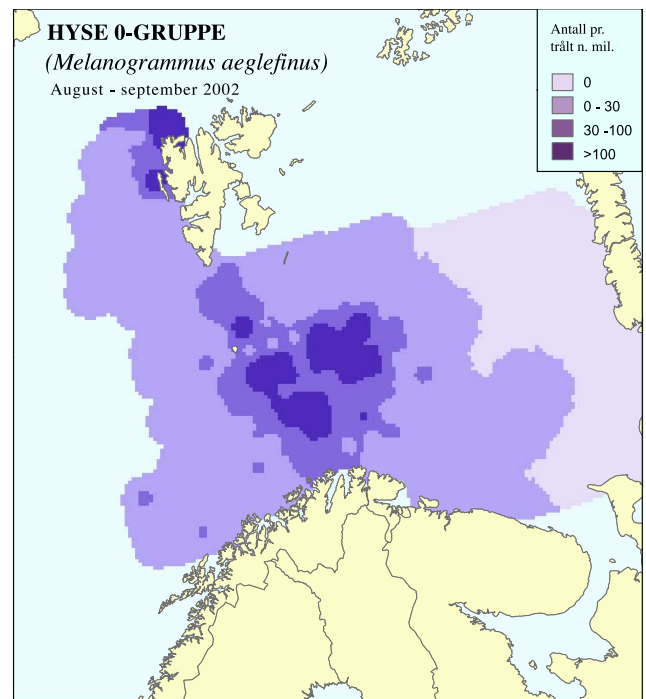 HYSE 0-GRUPPE
(Melanogrammus aeglefinus)
August - september 2002
Antall pr.
trålt n. mil.
0
0 - 30
30 -100
>100